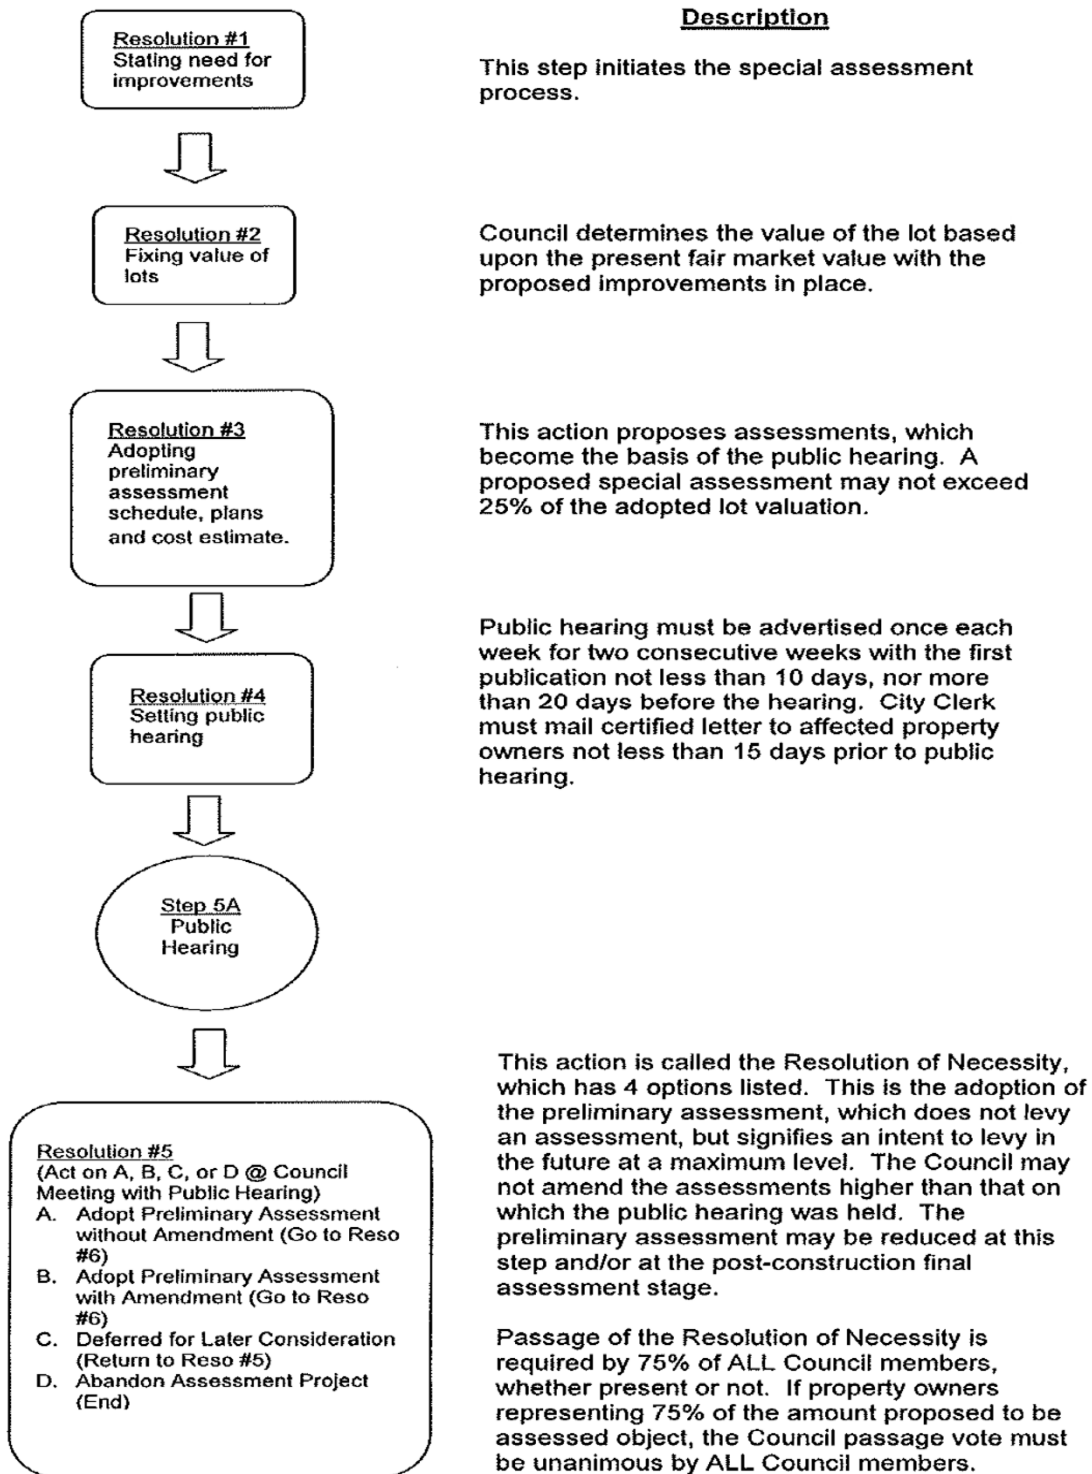 Description
Resolution #1
Stating need for
improvements
This step initiates the special assessment
process.
Resolution #2
Fixing value of
lots
Council determines the value of the lot based
upon the present fair market value with the
proposed improvements in place.
Resolution #3
Adopting
preliminary
assessment
schedule, plans
and cost estimate.
This action proposes assessments, which
become the basis of the public hearing. A
proposed special assessment may not exceed
25% of the adopted lot valuation.
Resolution #4
Setting public
hearing
Public hearing must be advertised once each
week for two consecutive weeks with the first
publication not less than 10 days, nor more
than 20 days before the hearing. City Clerk
must mail certified letter to affected property
owners not less than 15 days prior to public
hearing.
Step 5A
Public
Hearing
Resolution #5
(Act on A, B, C, or D @ Council
Meeting with Public Hearing)
A. Adopt Preliminary Assessment
without Amendment (Go to Reso
#6)
B. Adopt Preliminary Assessment
with Amendment (Go to Reso
#6)
C. Deferred for Later Consideration
(Return to Reso #5)
D. Abandon Assessment Project
(End)
This action is called the Resolution of Necessity,
which has 4 options listed. This is the adoption of
the preliminary assessment, which does not levy
an assessment, but signifies an intent to levy in
the future at a maximum level. The Council may
not amend the assessments higher than that on
which the public hearing was held. The
preliminary assessment may be reduced at this
step and/or at the post-construction final
assessment stage.
Passage of the Resolution of Necessity is
required by 75% of ALL Council members,
whether present or not. If property owners
representing 75% of the amount proposed to be
assessed object, the Council passage vote must
be unanimous by ALL Council members.